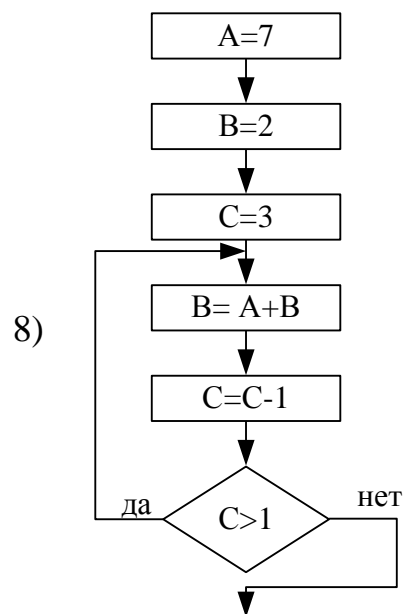 A=7
B=2
C=3
8)
B= A+B
C=C-1
да
C>1
нет